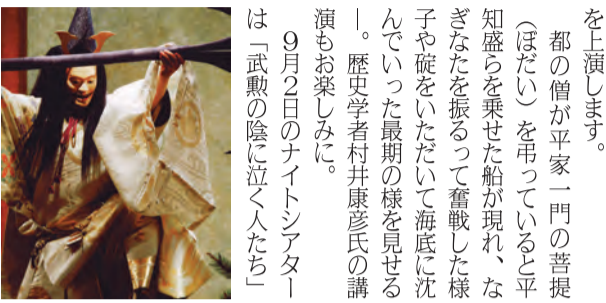 を上演します。
　都の僧が平家一門の菩提
（ぼだい）を弔っていると平
知盛らを乗せた船が現れ、な
ぎなたを振るって奮戦した様
子や碇をいただいて海底に沈
んでいった最期の様を見せる
―。歴史学者村井康彦氏の講
演もお楽しみに。
　９月２日のナイトシアター
は「武勲の陰に泣く人たち」